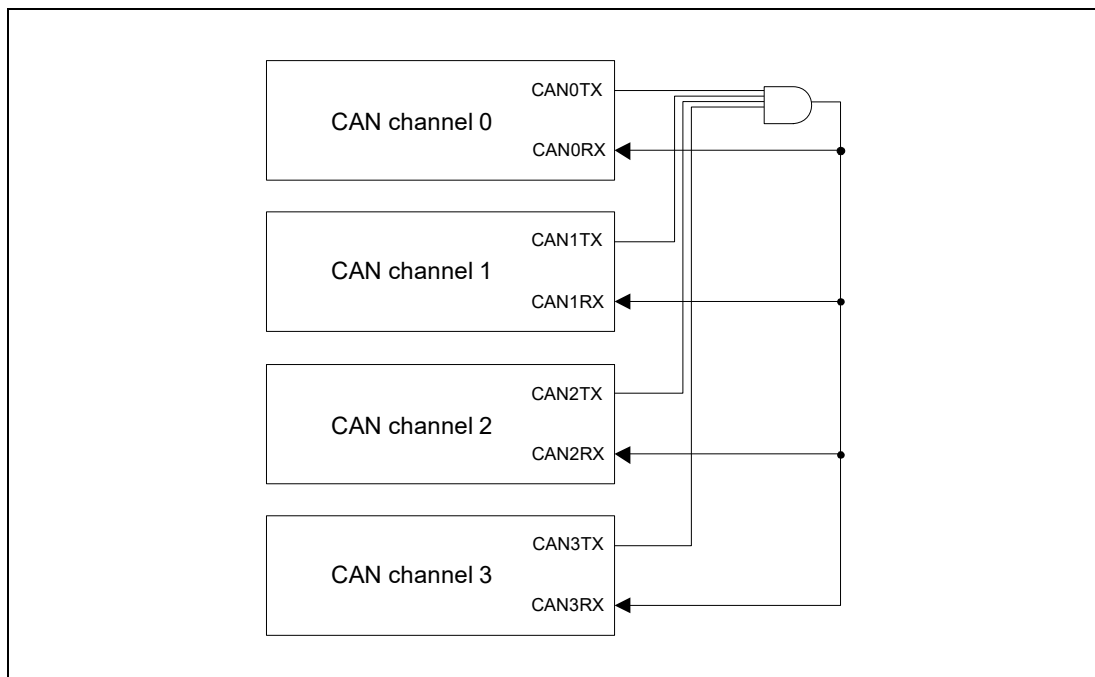 CAN0TX
CAN channel 0
CAN0RX
CAN1TX
CAN channel 1
CAN1RX
CAN2TX
CAN channel 2
CAN2RX
CAN3TX
CAN channel 3
CAN3RX